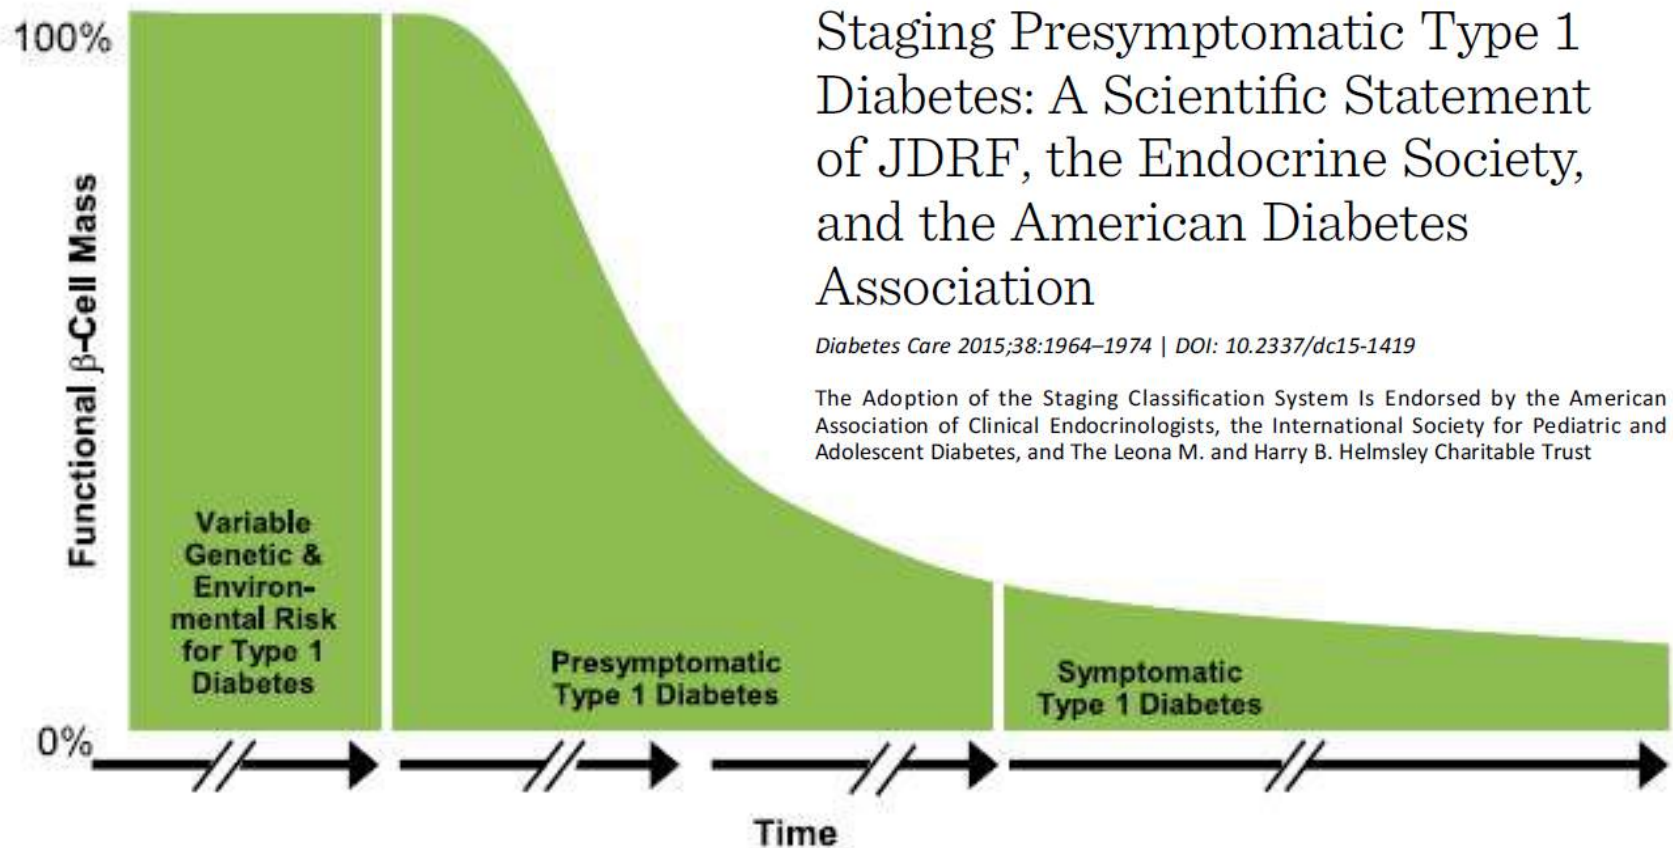 Staging Presymptomatic Type 1
Diabetes: A Scientific Statement
of JDRF, the Endocrine Society,
and the American Diabetes
Association
Diabetes Care 2015;38:1964–1974 | DOI: 10.2337/dc15-1419
The Adoption of the Staging Classification System Is Endorsed by the American
Association of Clinical Endocrinologists, the International Society for Pediatric and
Adolescent Diabetes, and The Leona M. and Harry B. Helmsley Charitable Trust
100%
Functional β-Cell Mass
0%
Variable
Genetic &
Environ-
mental Risk
for Type 1
Diabetes
Presymptomatic
Type 1 Diabetes
Symptomatic
Type 1 Diabetes
Time